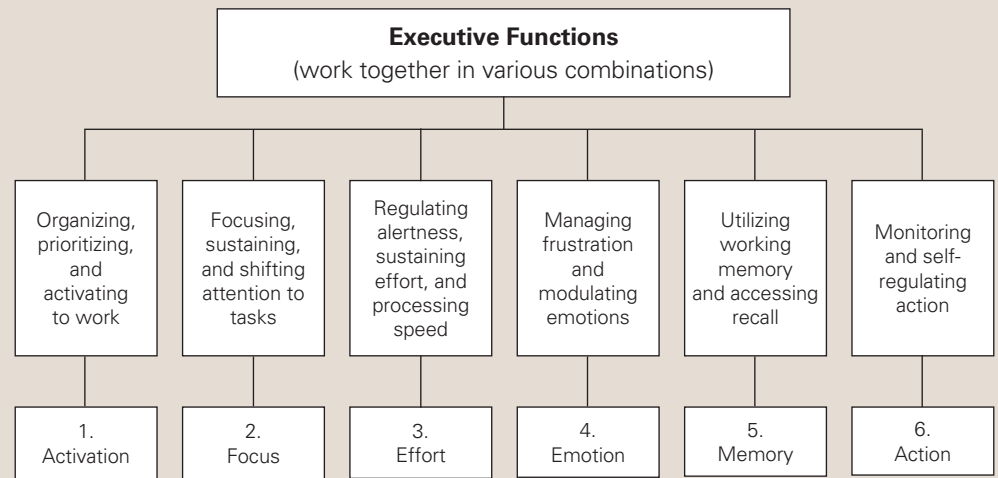 Executive Functions
(work together in various combinations)
Organizing,
prioritizing,
and
activating
to work
Focusing,
sustaining,
and shifting
attention to
tasks
Regulating
alertness,
sustaining
effort, and
processing
speed
Managing
frustration
and
modulating
emotions
Utilizing
working
memory
and accessing
recall
Monitoring
and self-
regulating
action
1.
Activation
2.
Focus
3.
Effort
4.
Emotion
5.
Memory
6.
Action